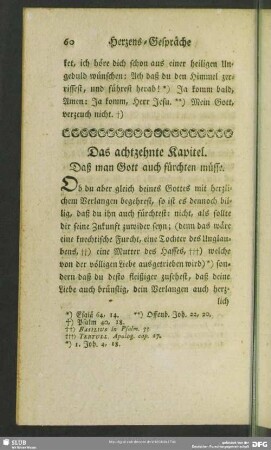 60 Herzens-Gespräche
ket, ich höre dich schon aus einer heiligen Un-
geduld wünschen: Ach daß du den Himmel zer-
rissest, und führest herab! *) Ja komm bald,
Amen: Ja komm, Herr Jesu. **) Mein Gott,
verzeuch nicht. †)
Das achtzehnte Kapitel.
Daß man Gott auch fürchten müsse.
Ob du aber gleich deines Gottes mit herzli-
chem Verlangen begehrest, so ist es dennoch bil-
lig, daß du ihn auch fürchtest: nicht, als sollte
dir seine Zukunft zuwider seyn; (denn das wäre
eine knechtische Furcht, eine Tochter des Unglau-
bens, ††) eine Mutter des Hasses, †††) welche
von der völligen Liebe ausgetrieben wird *) son-
dern daß du desto fleißiger zusehest, daß deine
Liebe auch brünstig, dein Verlangen auch herz-
lich
*) Esaiä 64. 14. **) Offenb. Joh. 22, 20.
†) Psalm 40. 18.
††) Basilius in Psalm. 33
†††) Tertull. Apolog. cap. 27.
*) 1. Joh. 4. 18.
SLUB